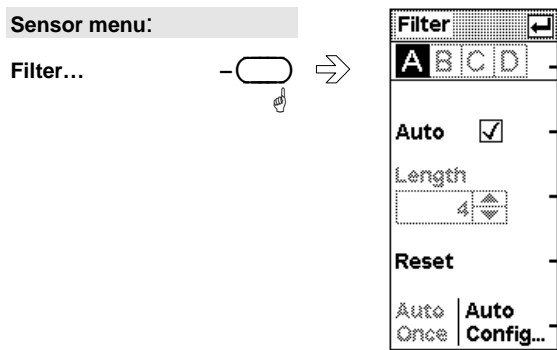 Sensor menu:
Filter…
Filter
A B C D
Auto
Length
4
Reset
Auto Once
Auto Config...